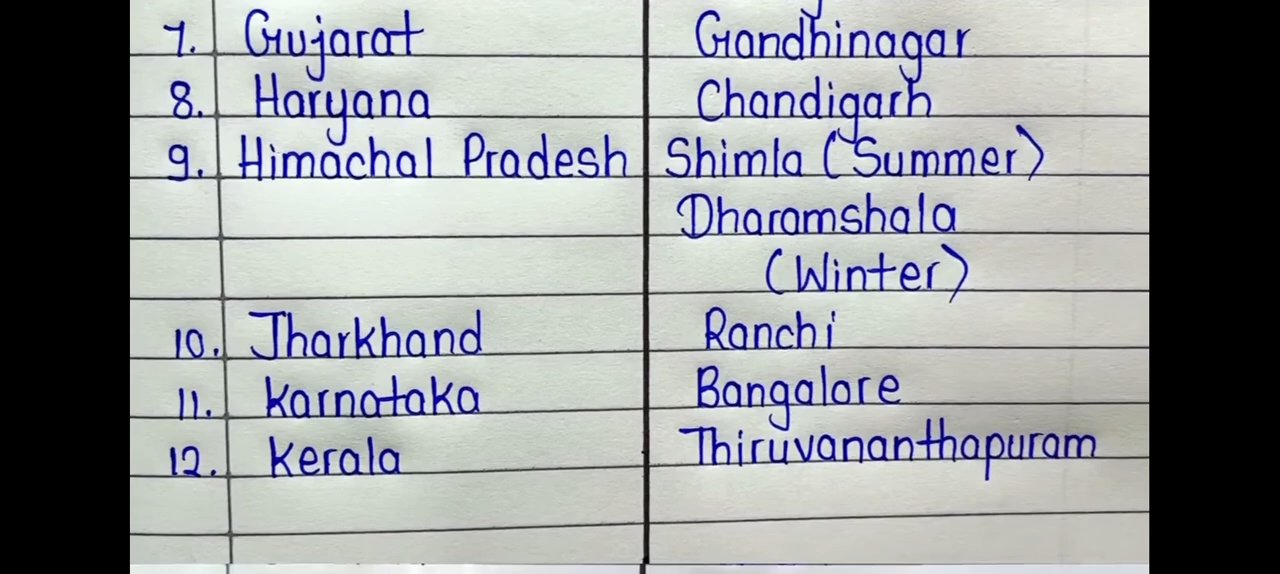 7. Gujarat Gandhinagar
8. Haryana Chandigarh
9. Himachal Pradesh Shimla (Summer)
Dharamshala
(Winter)
10. Jharkhand Ranchi
11. Karnataka Bangalore
12. Kerala Thiruvananthapuram